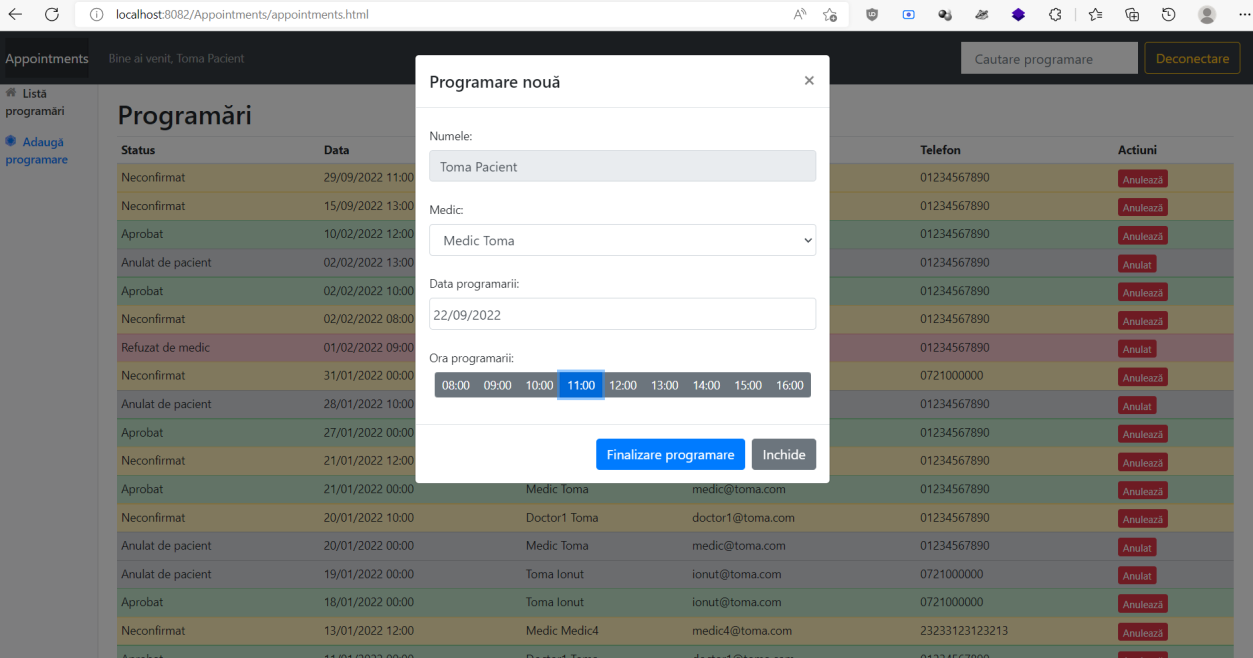 localhost:8082/Appointments/appointments.html
Appointments Bine ai venit, Toma Pacient Cautare programare Deconectare
Listă programări
Adaugă programare
Programări
Status Data Telefon Actiuni
Neconfirmat 29/09/2022 11:00 01234567890 Anulează
Neconfirmat 15/09/2022 13:00 01234567890 Anulează
Aprobat 10/02/2022 12:00 01234567890 Anulează
Anulat de pacient 02/02/2022 13:00 01234567890 Anulat
Aprobat 02/02/2022 10:00 01234567890 Anulează
Neconfirmat 02/02/2022 08:00 01234567890 Anulează
Refuzat de medic 01/02/2022 09:00 01234567890 Anulat
Neconfirmat 31/01/2022 00:00 0721000000 Anulează
Anulat de pacient 28/01/2022 10:00 01234567890 Anulat
Aprobat 27/01/2022 00:00 01234567890 Anulează
Neconfirmat 21/01/2022 12:00 01234567890 Anulează
Aprobat 21/01/2022 00:00 Medic Toma medic@toma.com 01234567890 Anulează
Neconfirmat 20/01/2022 10:00 Doctor1 Toma doctor1@toma.com 01234567890 Anulează
Anulat de pacient 20/01/2022 00:00 Medic Toma medic@toma.com 01234567890 Anulat
Anulat de pacient 19/01/2022 00:00 Toma Ionut ionut@toma.com 0721000000 Anulat
Aprobat 18/01/2022 00:00 Toma Ionut ionut@toma.com 0721000000 Anulează
Neconfirmat 13/01/2022 12:00 Medic Medic4 medic4@toma.com 23233123123213 Anulează
Programare nouă ×
Numele:
Toma Pacient
Medic:
Medic Toma
Data programarii:
22/09/2022
Ora programarii:
08:00 09:00 10:00 11:00 12:00 13:00 14:00 15:00 16:00
Finalizare programare Inchide